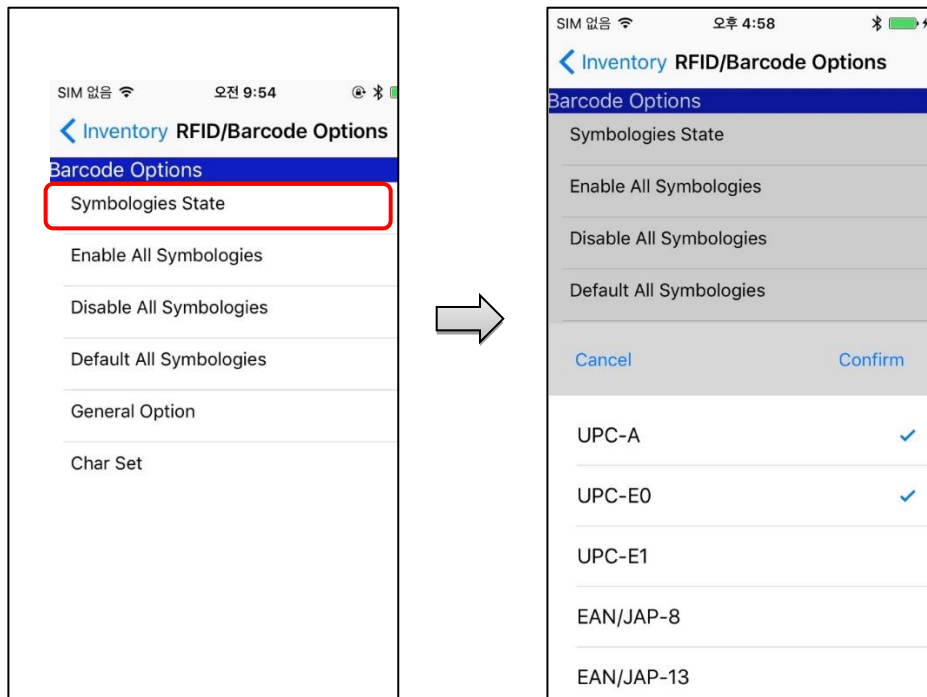 SIM 없음 오전 9:54
Inventory RFID/Barcode Options
Barcode Options
Symbologies State
Enable All Symbologies
Disable All Symbologies
Default All Symbologies
General Option
Char Set
SIM 없음 오후 4:58
Inventory RFID/Barcode Options
Barcode Options
Symbologies State
Enable All Symbologies
Disable All Symbologies
Default All Symbologies
Cancel Confirm
UPC-A
UPC-E0
UPC-E1
EAN/JAP-8
EAN/JAP-13